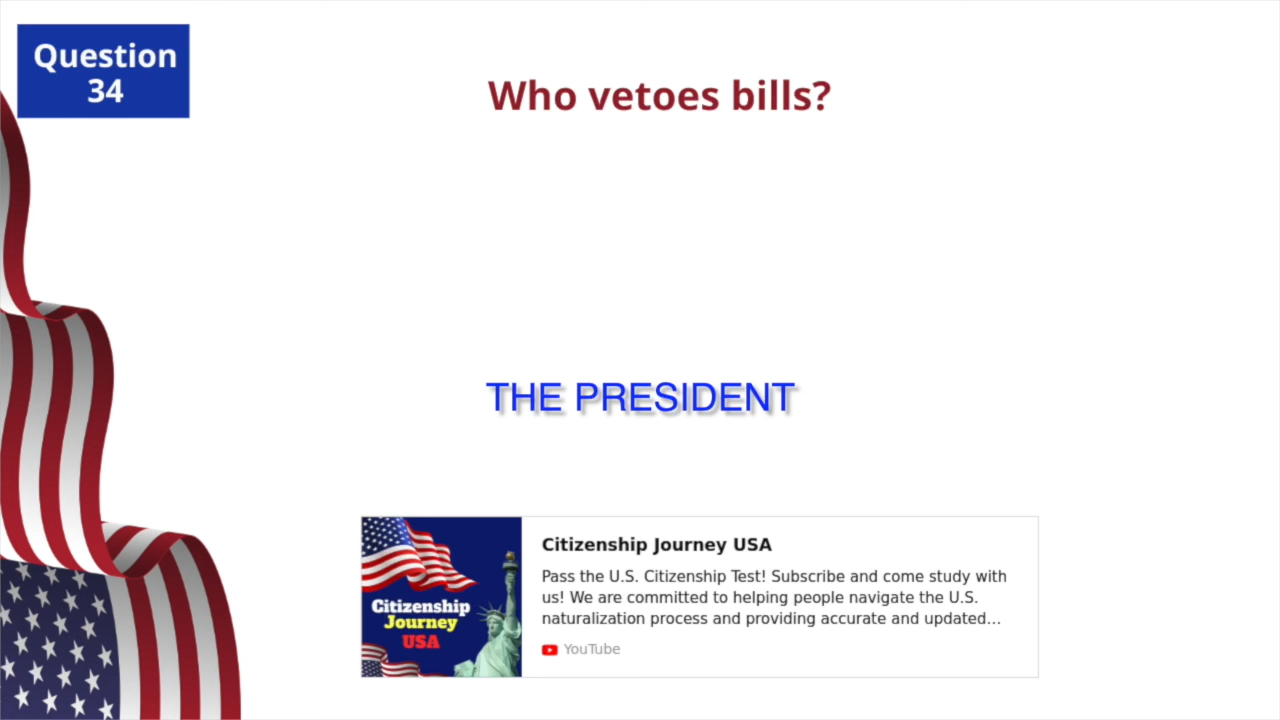 Question
34
Who vetoes bills?
THE PRESIDENT
Citizenship Journey USA
Pass the U.S. Citizenship Test! Subscribe and come study with
us! We are committed to helping people navigate the U.S.
naturalization process and providing accurate and updated...
YouTube
Citizenship
Journey
USA